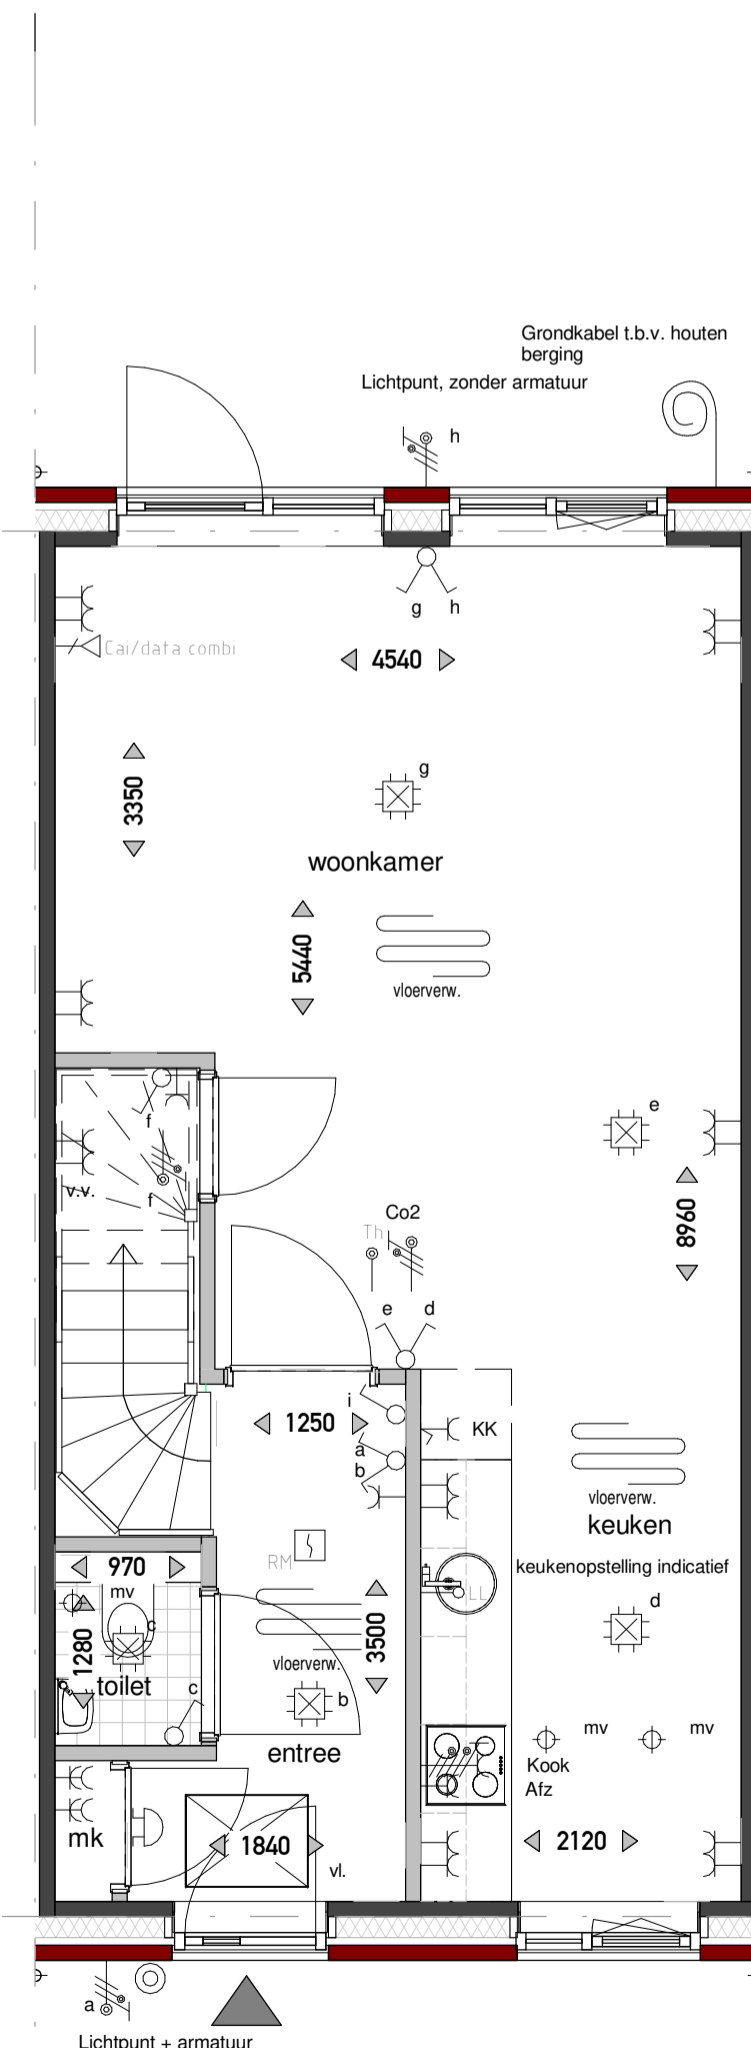 Grondkabel t.b.v. houten
berging
Lichtpunt, zonder armatuur
h
g h
Cai/data combi
4540
3350
g
woonkamer
5440
vloerverw.
e
f
f
v.v.
8960
Co2
Th
e d
i
1250
a
b
KK
vloerverw.
keuken
RM
970
mv
keukenopstelling indicatief
LL
c
d
1280
3500
toilet
vloerverw.
c
b
entree
mv mv
Kook
Afz
mk
1840
2120
vl.
a
Lichtpunt + armatuur